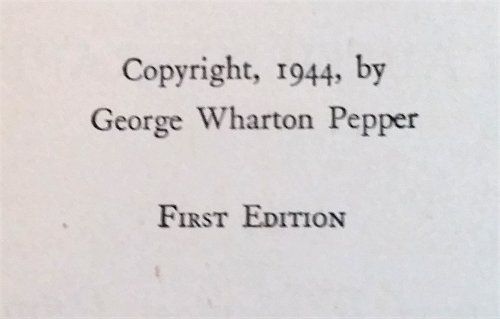 Copyright, 1944, by
George Wharton Pepper
First Edition